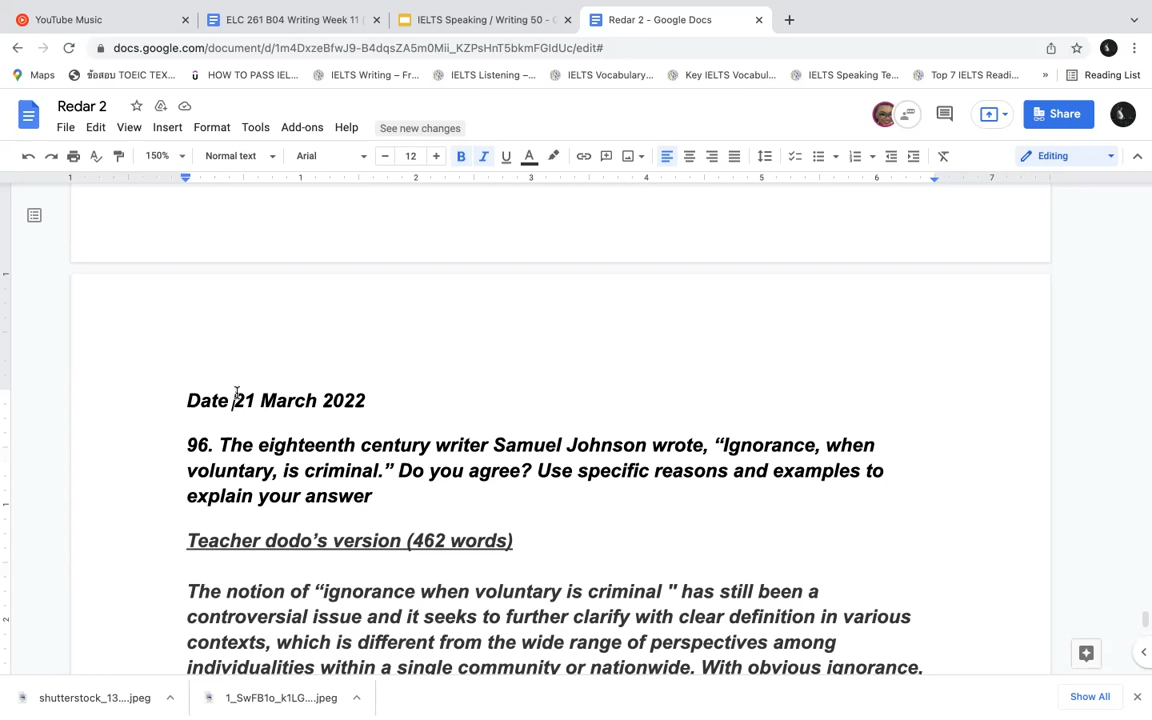 YouTube Music
ELC 261 B04 Writing Week 11 (
IELTS Speaking / Writing 50 - G
Redar 2 - Google Docs
docs.google.com/document/d/1m4DxzeBfwJ9-B4dqsZA5m0Mii_KZPsHnT5bkmFGIdUc/edit#
Maps
ข้อสอบ TOEIC TEX...
HOW TO PASS IEL...
IELTS Writing – Fr...
IELTS Listening –...
IELTS Vocabulary...
Key IELTS Vocabul...
IELTS Speaking Te...
Top 7 IELTS Readi...
»
Reading List
Redar 2
File Edit View Insert Format Tools Add-ons Help See new changes
Share
150% Normal text Arial 12 Editing
1 1 2 3 4 5 6 7
Date 21 March 2022
96. The eighteenth century writer Samuel Johnson wrote, “Ignorance, when
voluntary, is criminal.” Do you agree? Use specific reasons and examples to
explain your answer
Teacher dodo’s version (462 words)
The notion of “ignorance when voluntary is criminal " has still been a
controversial issue and it seeks to further clarify with clear definition in various
contexts, which is different from the wide range of perspectives among
individualities within a single community or nationwide. With obvious ignorance,
shutterstock_13....jpeg
1_SwFB1o_k1LG....jpeg
Show All